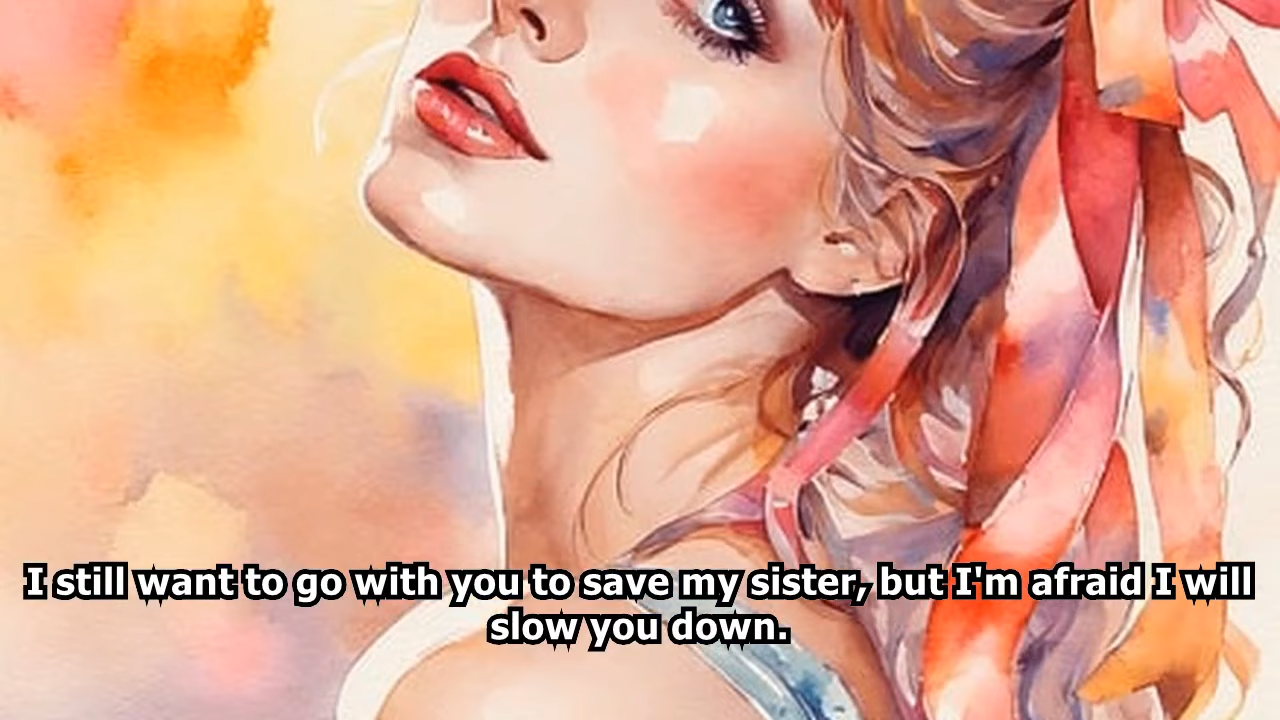 I still want to go with you to save my sister, but I'm afraid I will
slow you down.